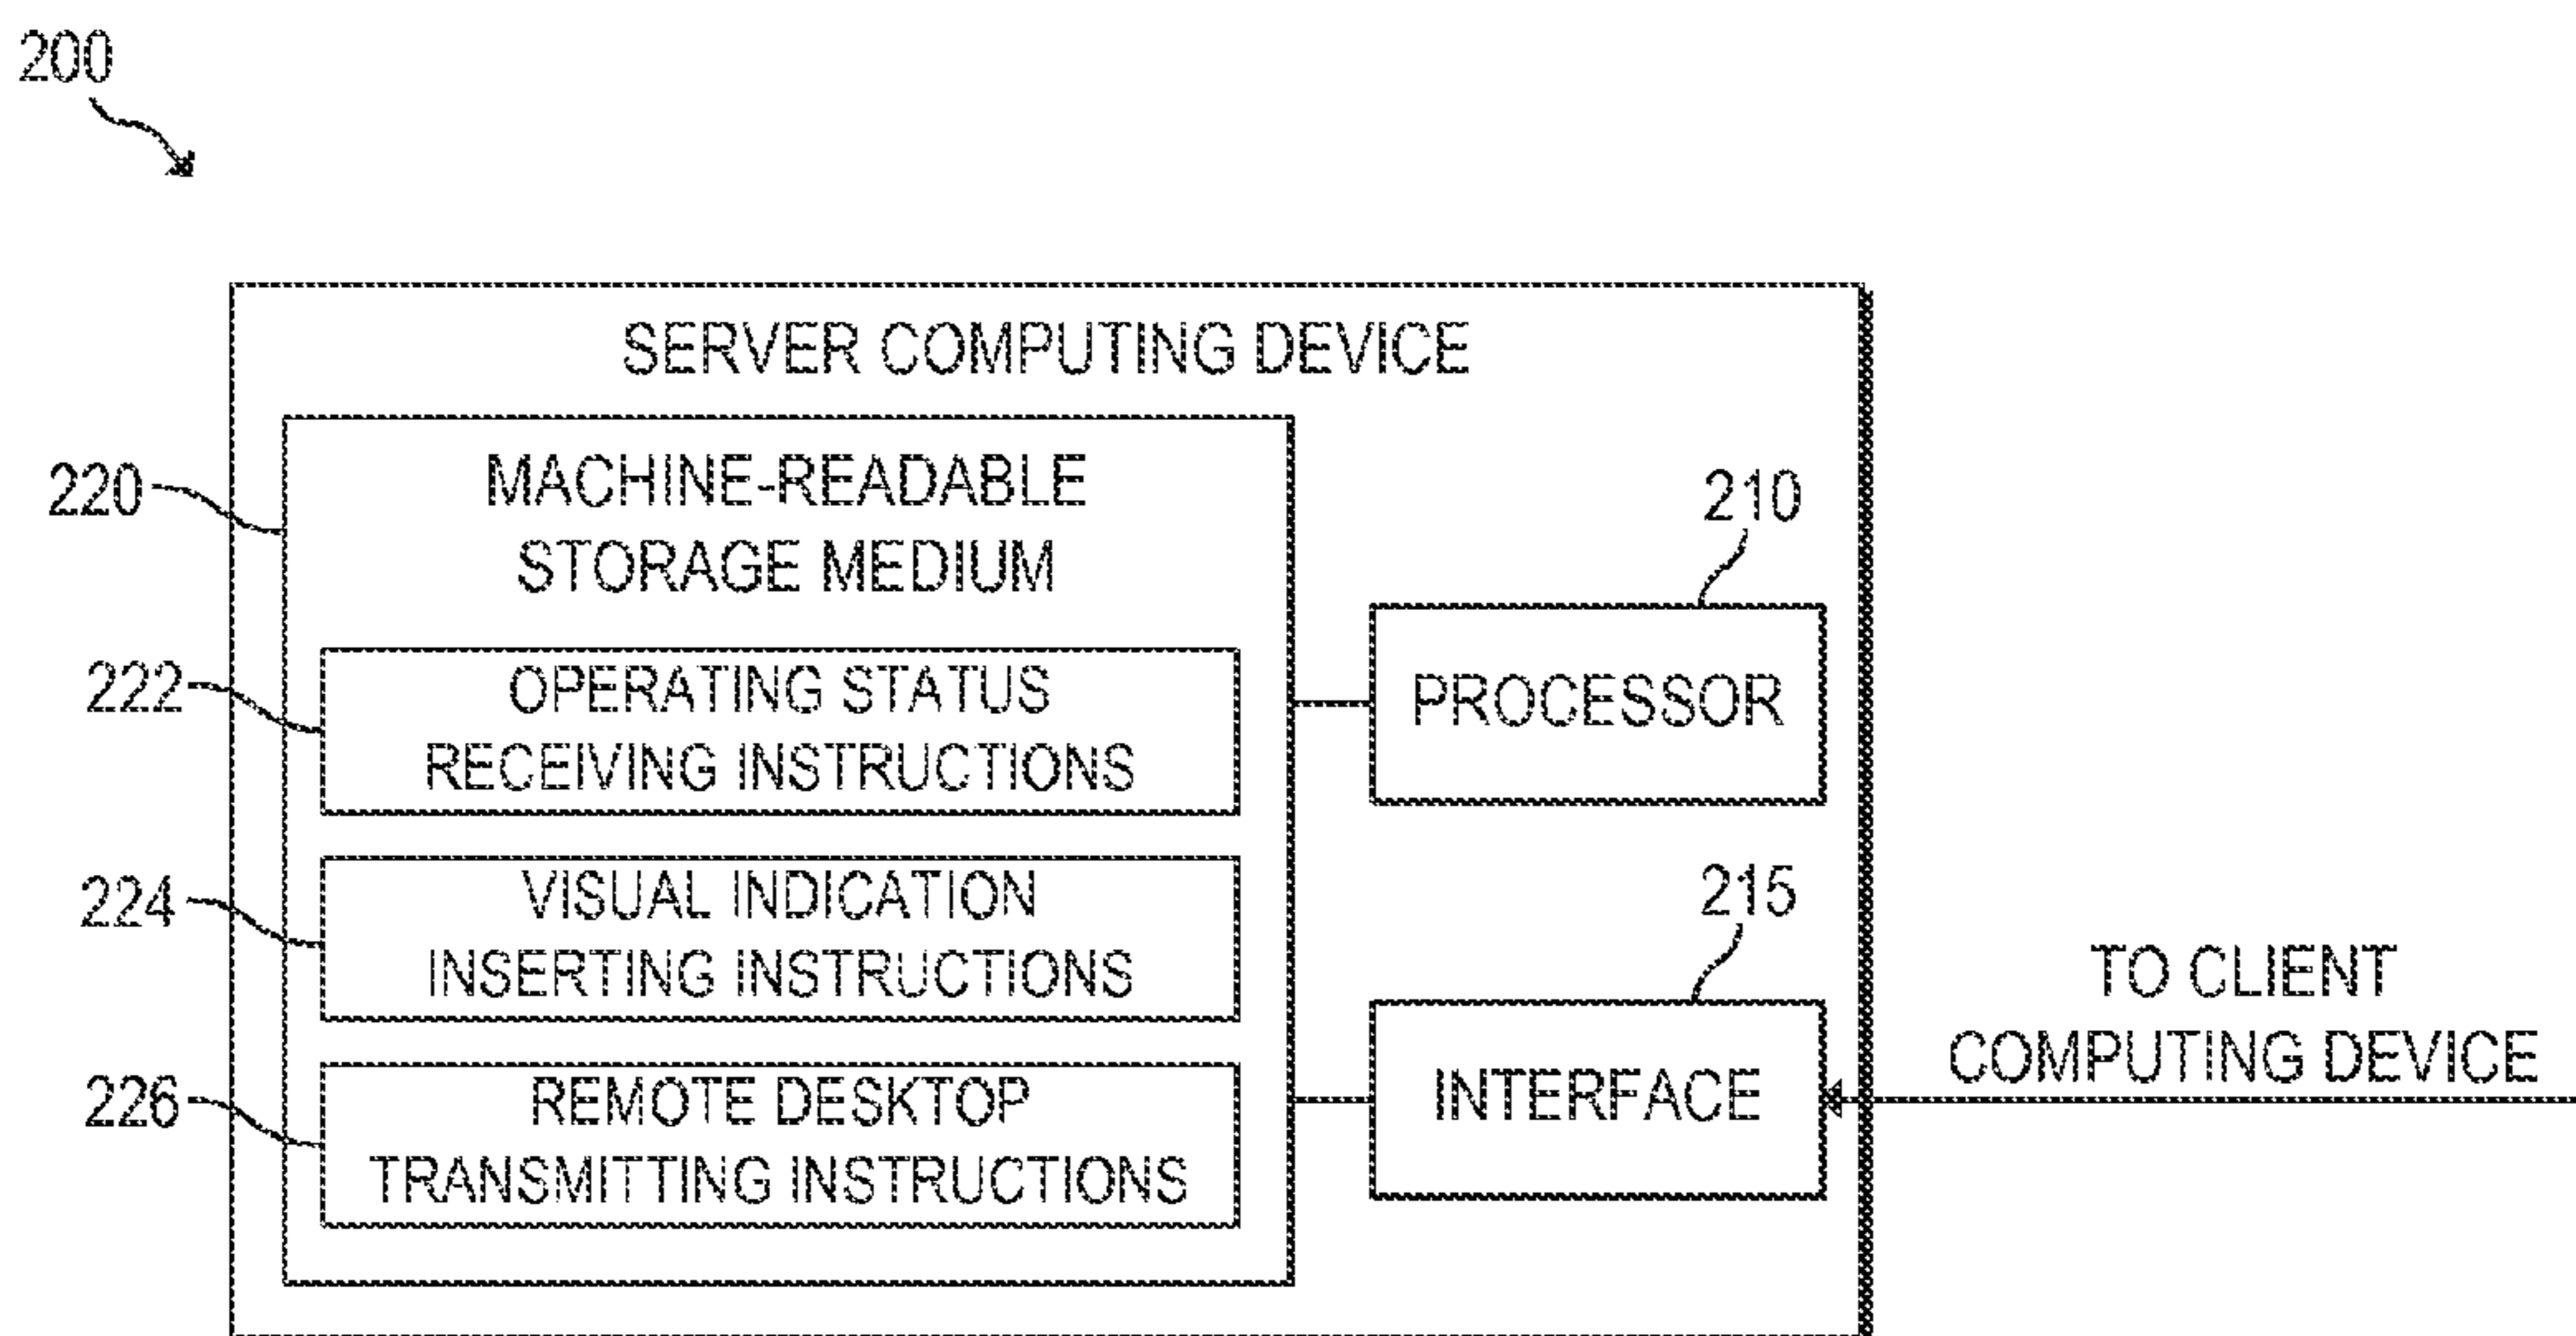 200
SERVER COMPUTING DEVICE
220
MACHINE-READABLE
STORAGE MEDIUM
210
222
OPERATING STATUS
RECEIVING INSTRUCTIONS
PROCESSOR
224
VISUAL INDICATION
INSERTING INSTRUCTIONS
215
TO CLIENT
COMPUTING DEVICE
226
REMOTE DESKTOP
TRANSMITTING INSTRUCTIONS
INTERFACE